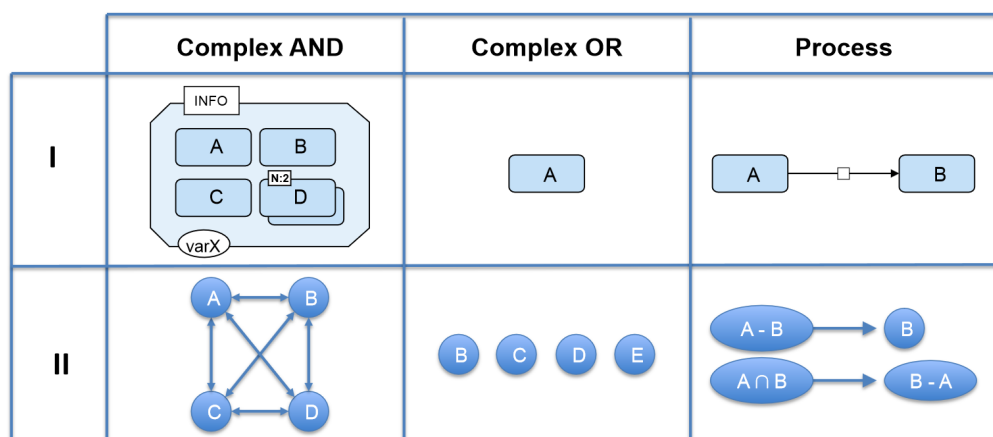 Complex AND
Complex OR
Process
I
INFO
A
B
C
N:2
D
varX
A
A
B
II
A
B
C
D
B
C
D
E
A - B
B
A ∩ B
B - A